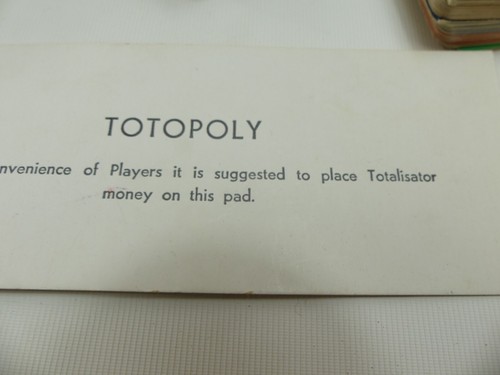 TOTOPOLY
nvenience of Players it is suggested to place Totalisator
money on this pad.